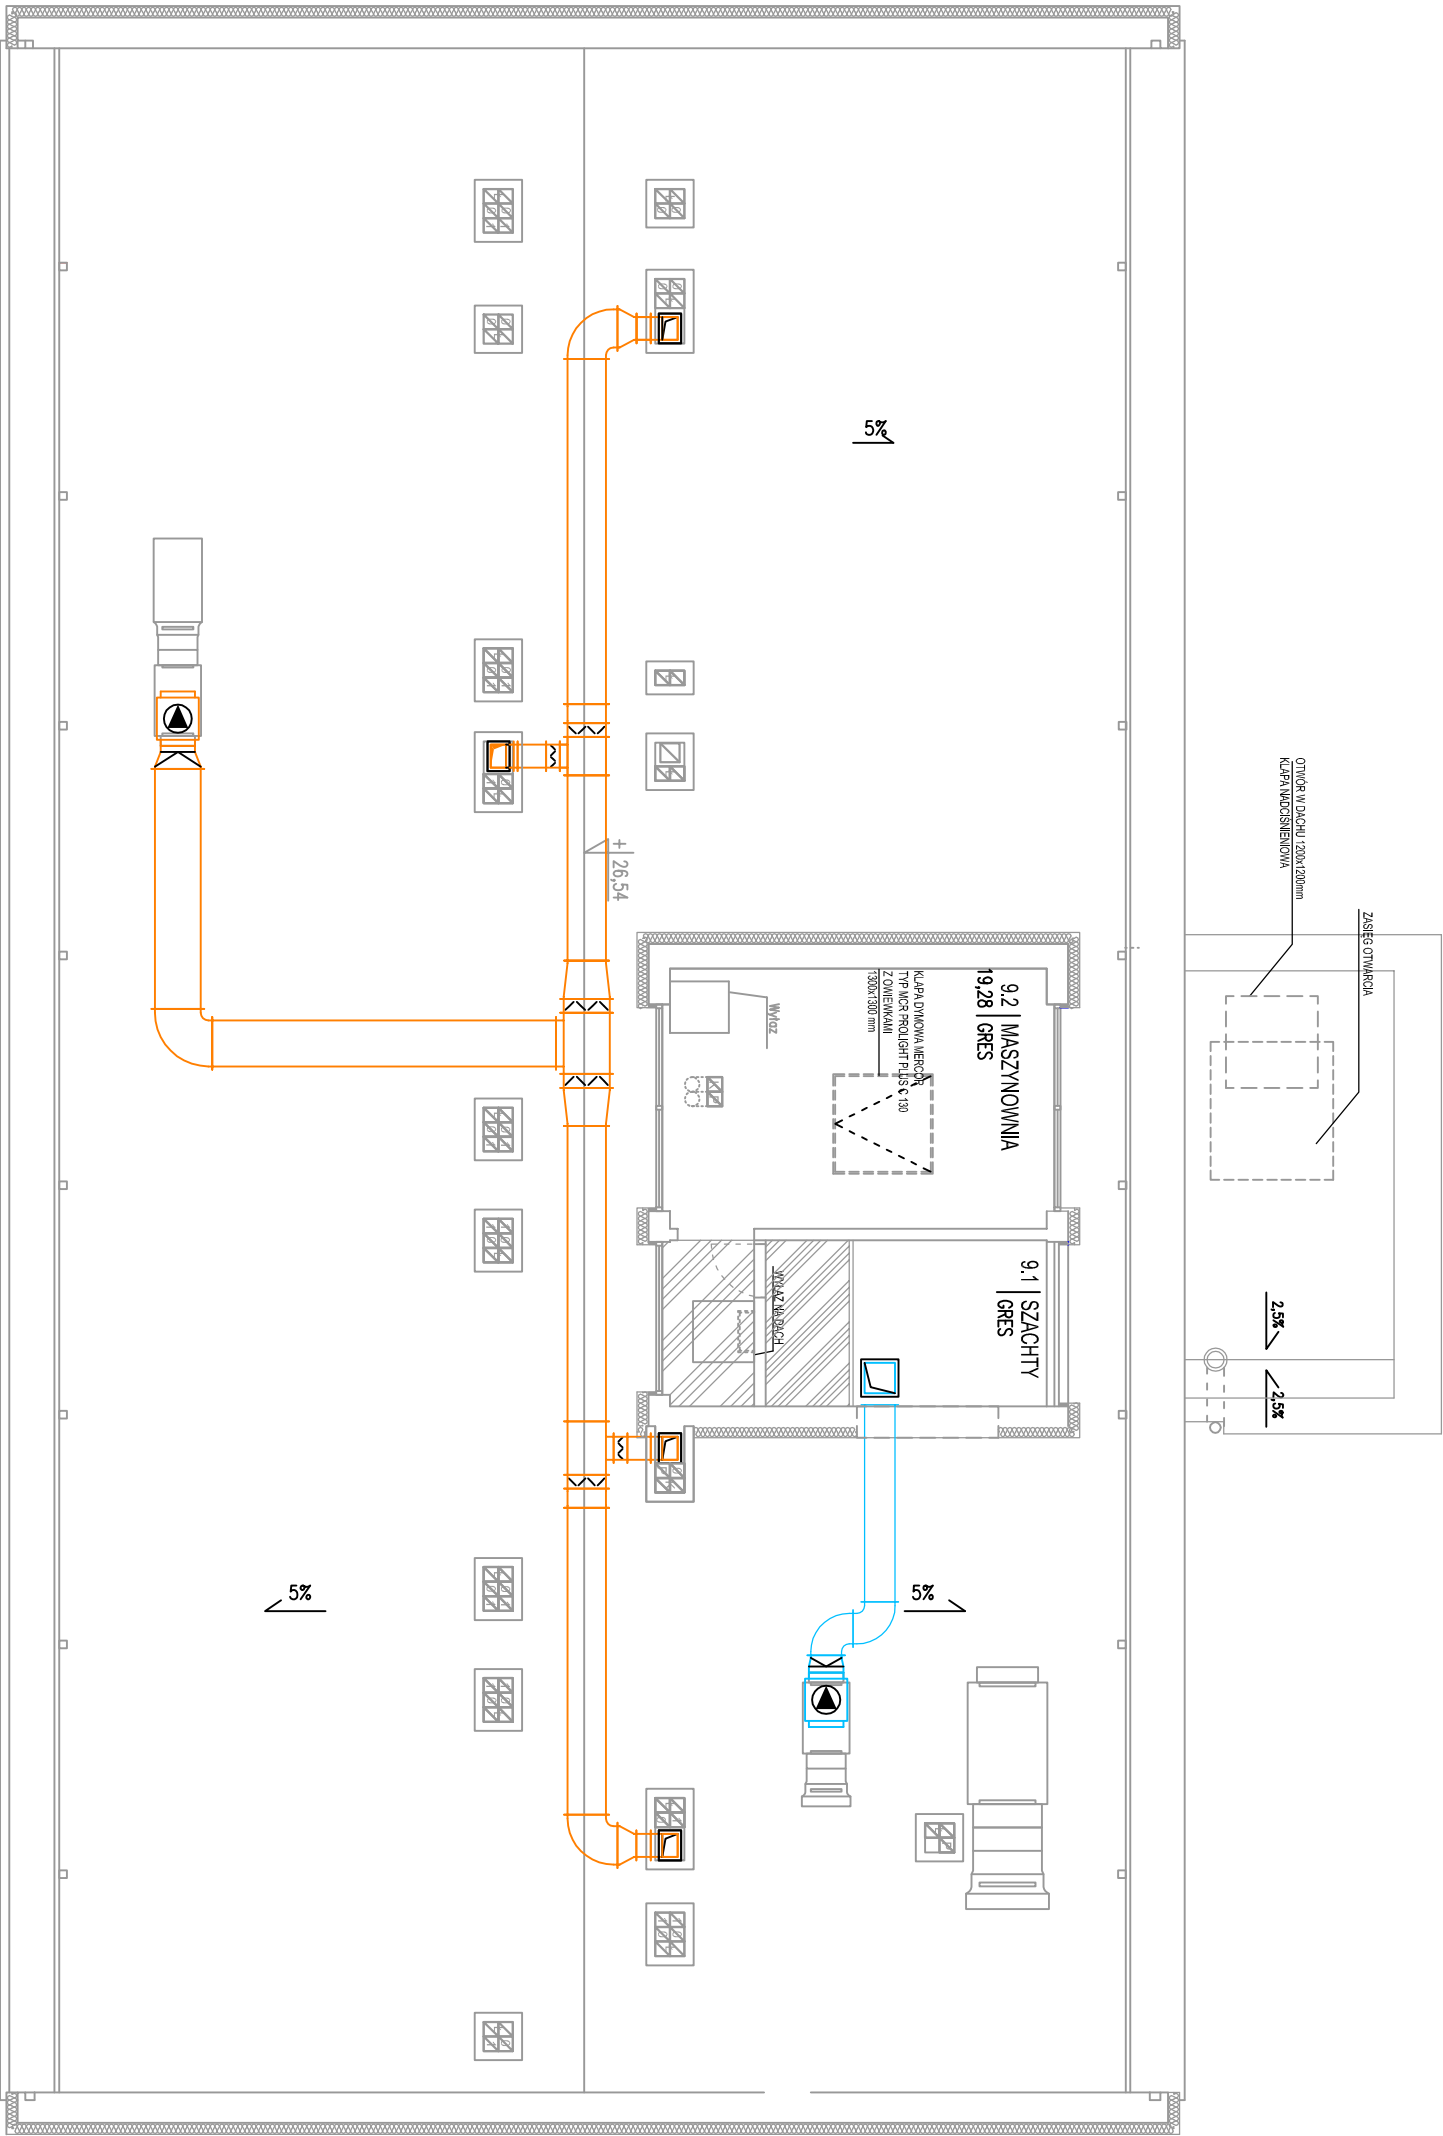 5%
OTWÓR W DACHU 1200x1200mm
KLAPA NADCIŚNIENIOWA
ZASIĘG OTWARCIA
+ 26,54
9.2 | MASZYNOWNIA
19,28 | GRES
KLAPA DYMOWA MERCOR
TYP MCR PROLIGHT PLUS C 130
Z OWIEWKAMI
1300x1300 mm
Wyłaz
9.1 | SZACHTY
GRES
WYŁAZ NA DACH
2,5%
2,5%
5%
5%